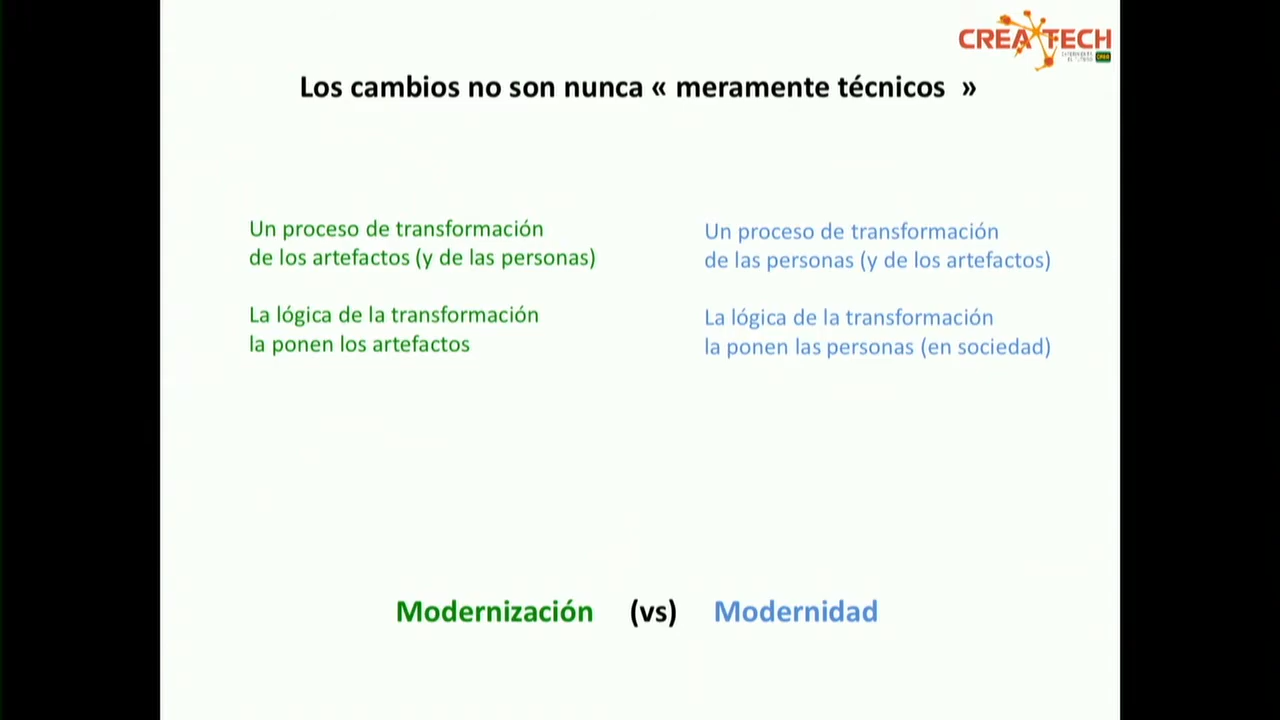 CREATECH
CREA
Los cambios no son nunca « meramente técnicos »
Un proceso de transformación
de los artefactos (y de las personas)
La lógica de la transformación
la ponen los artefactos
Un proceso de transformación
de las personas (y de los artefactos)
La lógica de la transformación
la ponen las personas (en sociedad)
Modernización (vs) Modernidad